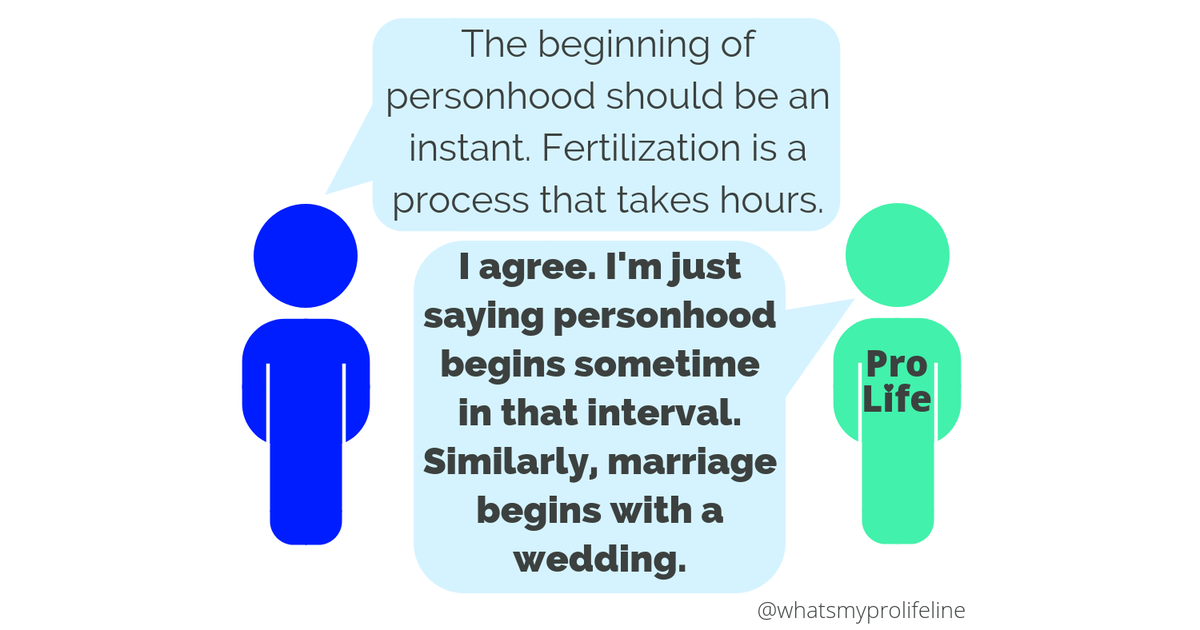 The beginning of
personhood should be an
instant. Fertilization is a
process that takes hours.
I agree. I'm just
saying personhood
begins sometime
in that interval.
Similarly, marriage
begins with a
wedding.
Pro
Life
@whatsmyprolifeline